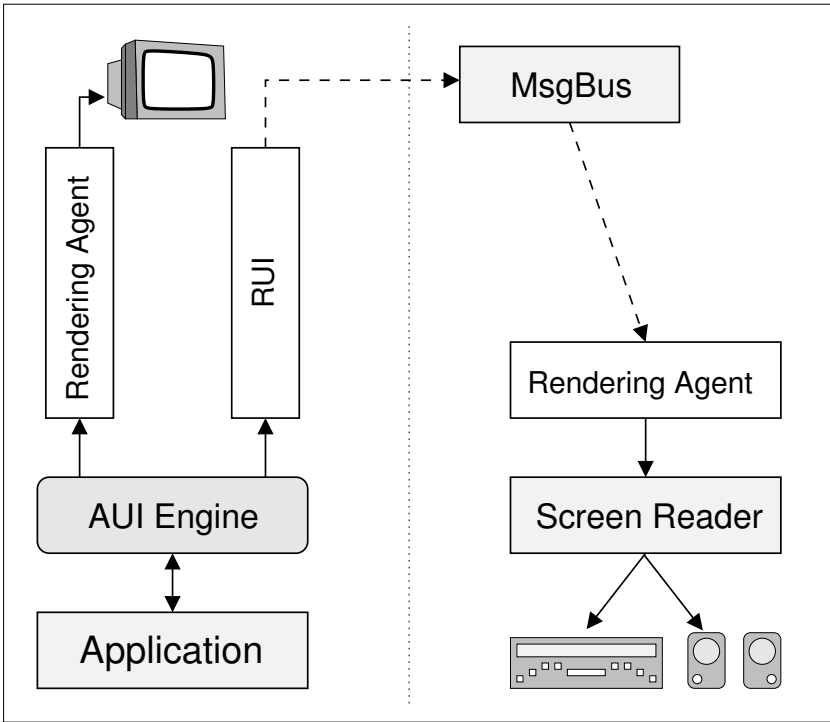 MsgBus
Rendering Agent
RUI
Rendering Agent
AUI Engine
Screen Reader
Application